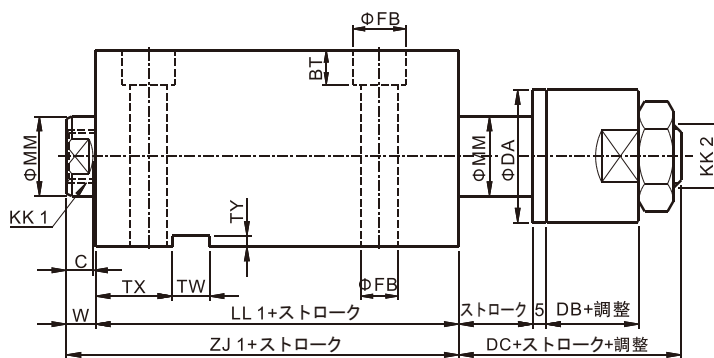 ΦFB
BT
ΦMM
ΦMM
ΦDA
KK 2
KK 1
TY
C
TX
TW
ΦFB
W
LL 1+ストローク
ストローク
5
DB+調整
ZJ 1+ストローク
DC+ストローク+調整